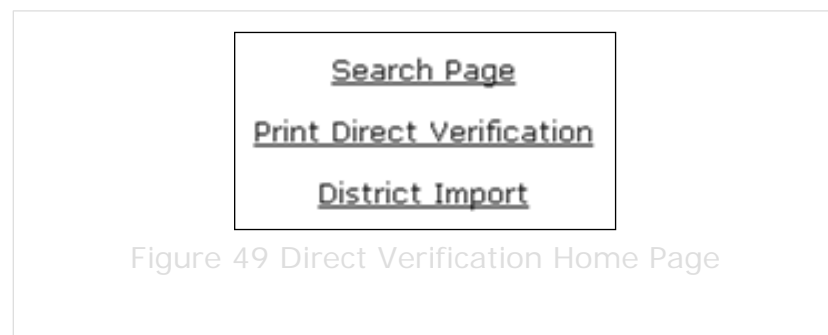 Search Page
Print Direct Verification
District Import
Figure 49 Direct Verification Home Page